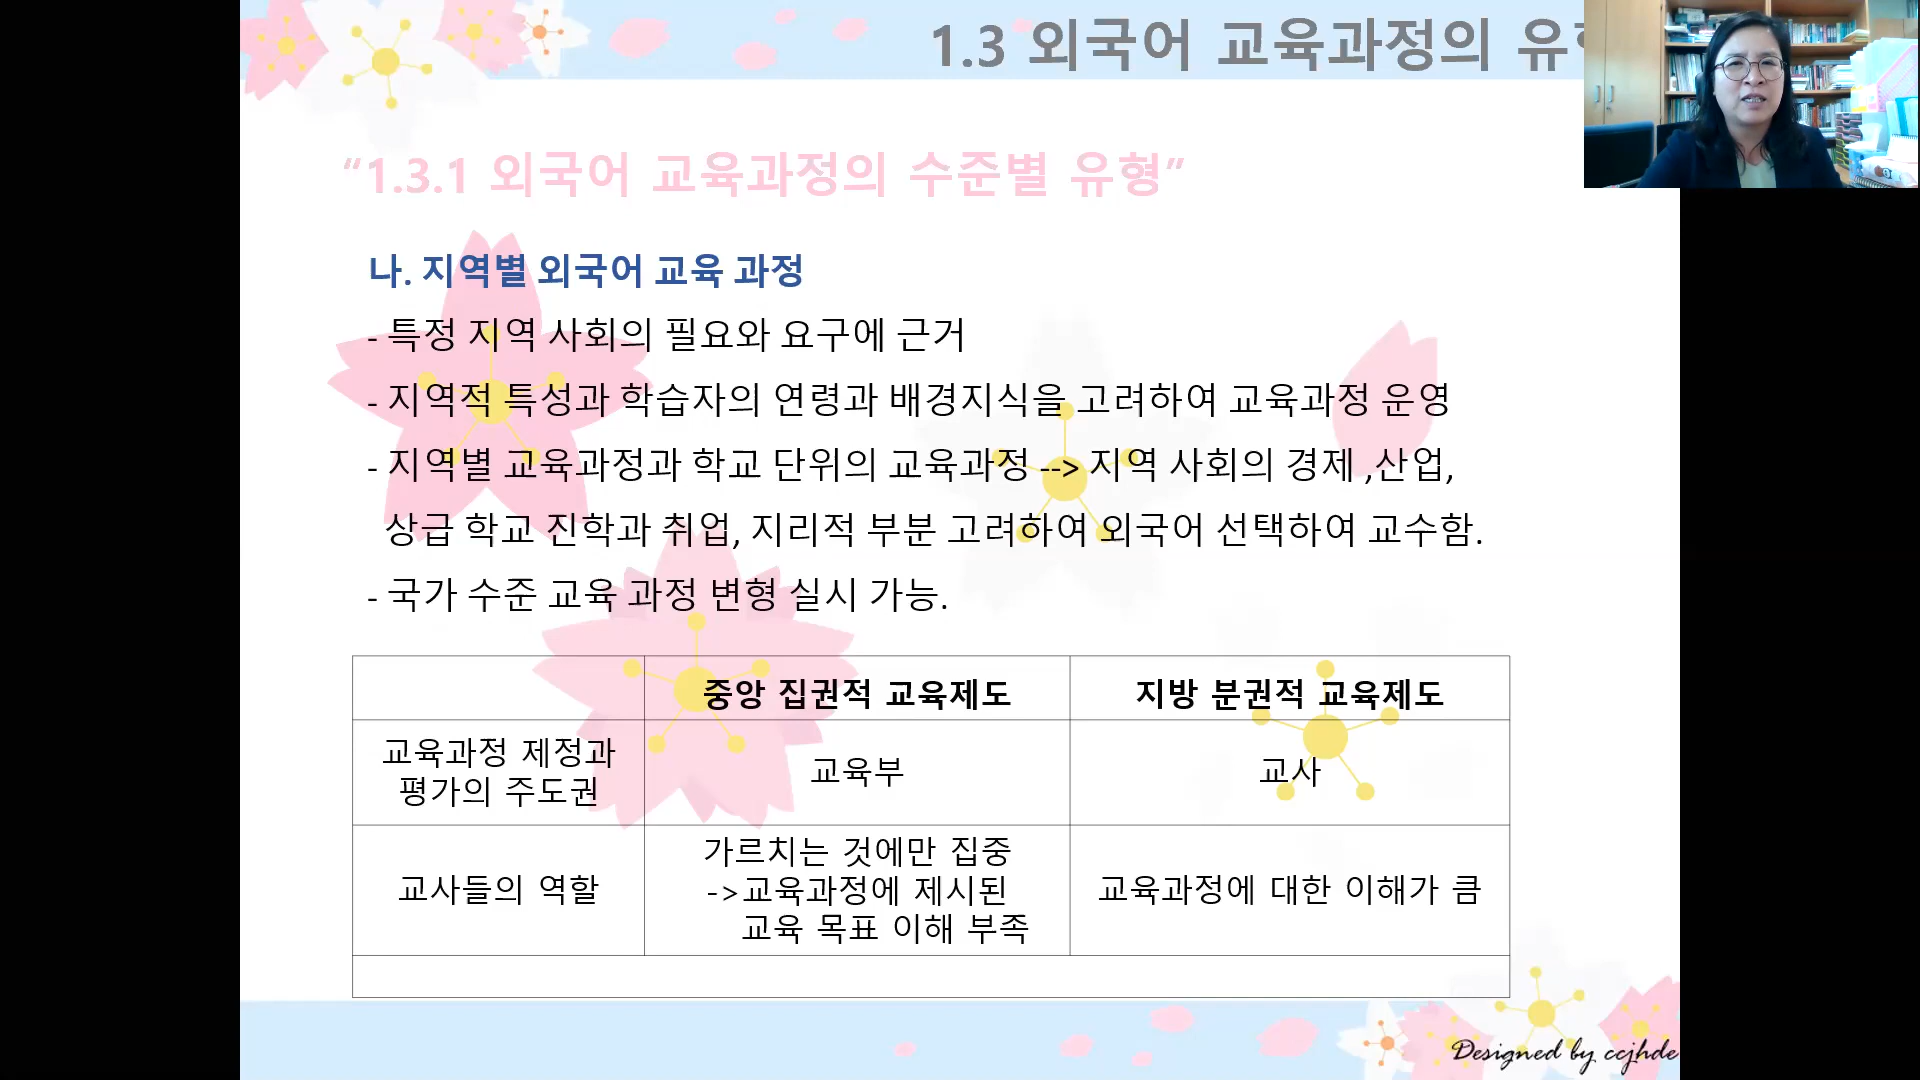 1.3 외국어 교육과정의
“1.3.1 외국어 교육과정의 수준별 유형”
나. 지역별 외국어 교육 과정
- 특정 지역 사회의 필요와 요구에 근거
- 지역적 특성과 학습자의 연령과 배경지식을 고려하여 교육과정 운영
- 지역별 교육과정과 학교 단위의 교육과정 --> 지역 사회의 경제 ,산업,
상급 학교 진학과 취업, 지리적 부분 고려하여 외국어 선택하여 교수함.
- 국가 수준 교육 과정 변형 실시 가능.
중앙 집권적 교육제도
지방 분권적 교육제도
교육과정 제정과
평가의 주도권
교육부
교사
교사들의 역할
가르치는 것에만 집중
->교육과정에 제시된
교육 목표 이해 부족
교육과정에 대한 이해가 큼
Designed by ccjhde